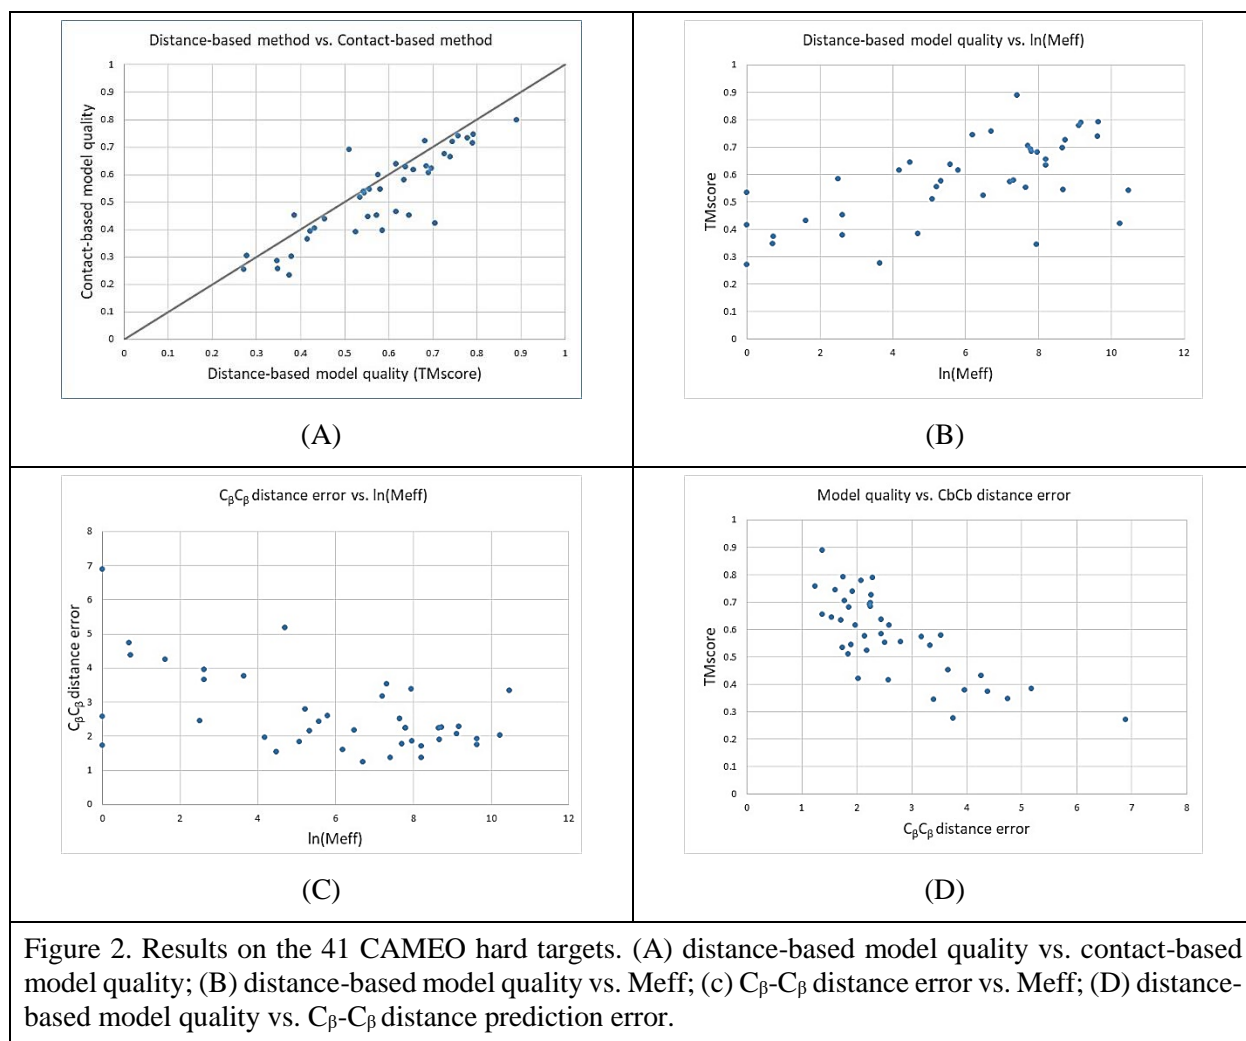 Distance-based method vs. Contact-based method
Contact-based model quality
1
0.9
0.8
0.7
0.6
0.5
0.4
0.3
0.2
0.1
0
0 0.1 0.2 0.3 0.4 0.5 0.6 0.7 0.8 0.9 1
Distance-based model quality (TMscore)
(A)
Distance-based model quality vs. ln(Meff)
TMscore
1
0.9
0.8
0.7
0.6
0.5
0.4
0.3
0.2
0.1
0
0 2 4 6 8 10 12
ln(Meff)
(B)
CβCβ distance error vs. ln(Meff)
CβCβ distance error
8
7
6
5
4
3
2
1
0
0 2 4 6 8 10 12
ln(Meff)
(C)
Model quality vs. CbCb distance error
TMscore
1
0.9
0.8
0.7
0.6
0.5
0.4
0.3
0.2
0.1
0
0 1 2 3 4 5 6 7 8
CβCβ distance error
(D)
Figure 2. Results on the 41 CAMEO hard targets. (A) distance-based model quality vs. contact-based
model quality; (B) distance-based model quality vs. Meff; (c) Cβ-Cβ distance error vs. Meff; (D) distance-
based model quality vs. Cβ-Cβ distance prediction error.